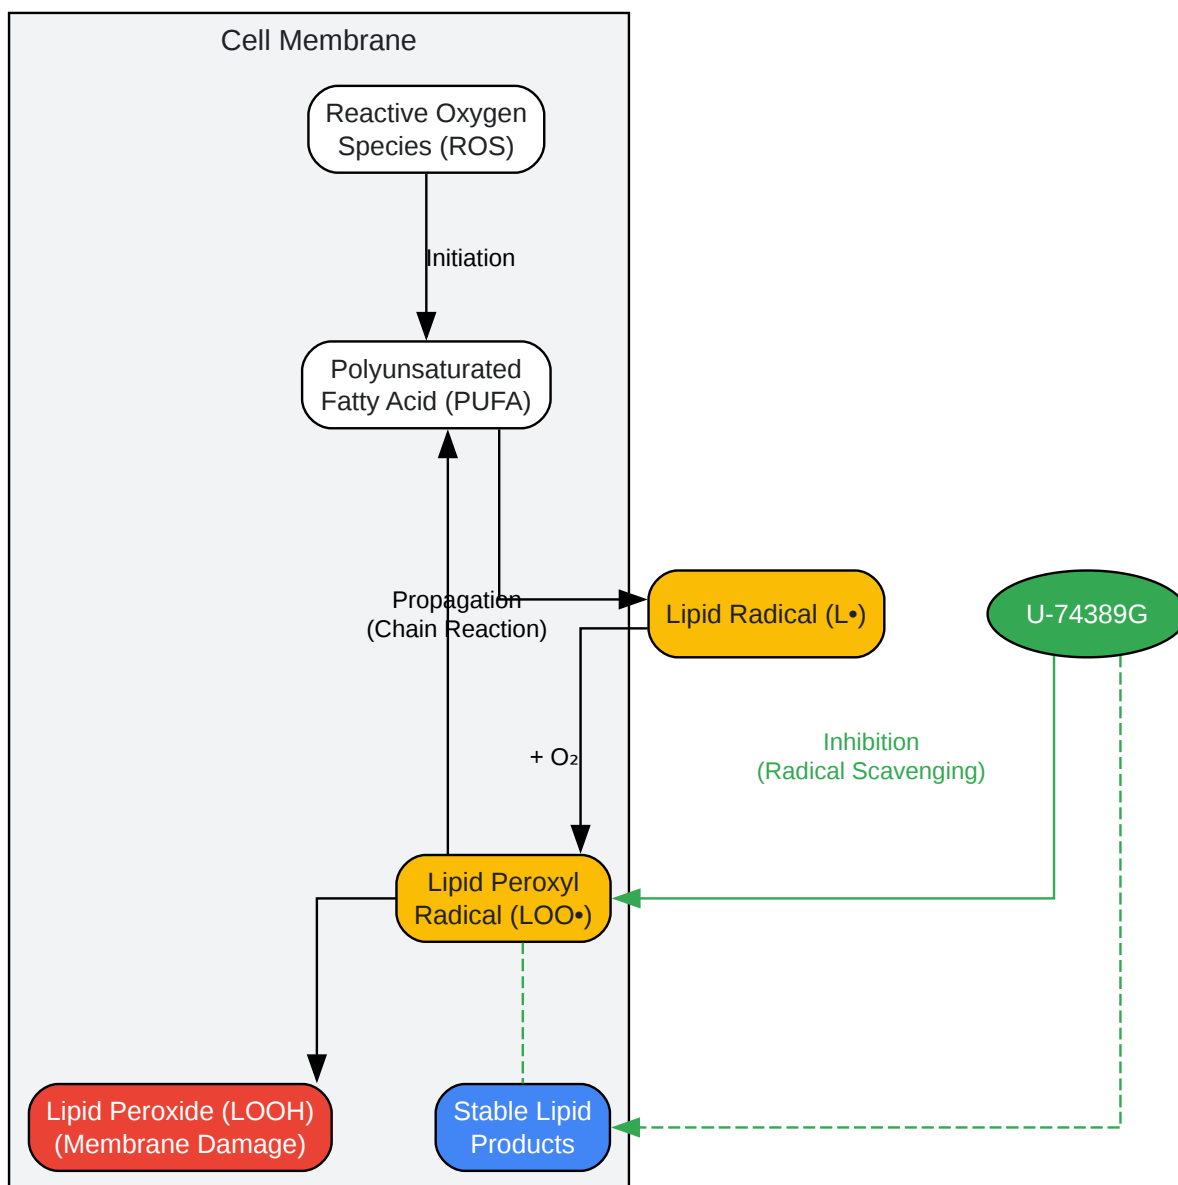 Cell Membrane
Reactive Oxygen
Species (ROS)
Initiation
Polyunsaturated
Fatty Acid (PUFA)
Propagation
(Chain Reaction)
Lipid Radical (L•)
U-74389G
+ O₂
Inhibition
(Radical Scavenging)
Lipid Peroxyl
Radical (LOO•)
Lipid Peroxide (LOOH)
(Membrane Damage)
Stable Lipid
Products